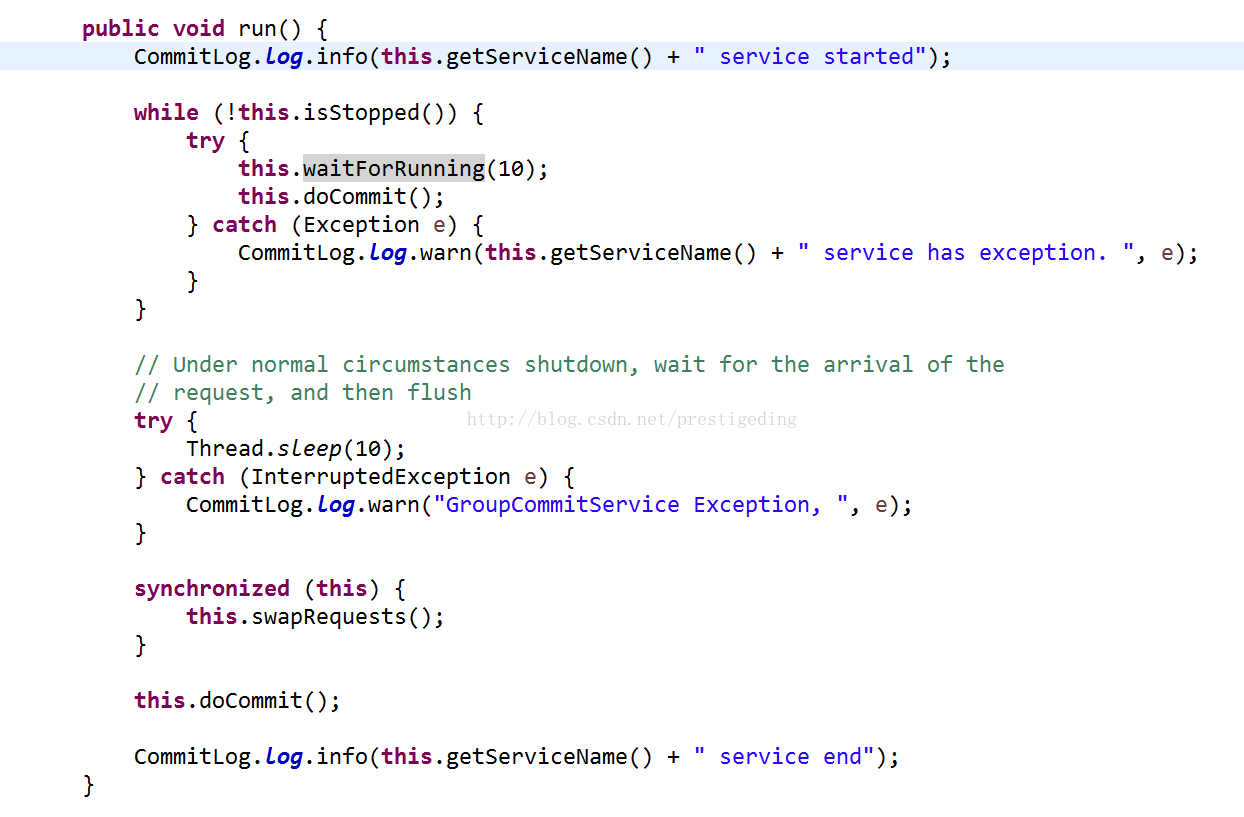 public void run() {
CommitLog.log.info(this.getServiceName() + " service started");
while (!this.isStopped()) {
try {
this.waitForRunning(10);
this.doCommit();
} catch (Exception e) {
CommitLog.log.warn(this.getServiceName() + " service has exception. ", e);
}
}
// Under normal circumstances shutdown, wait for the arrival of the
// request, and then flush
try {
http://blog.csdn.net/prestigeding
Thread.sleep(10);
} catch (InterruptedException e) {
CommitLog.log.warn("GroupCommitService Exception, ", e);
}
synchronized (this) {
this.swapRequests();
}
this.doCommit();
CommitLog.log.info(this.getServiceName() + " service end");
}